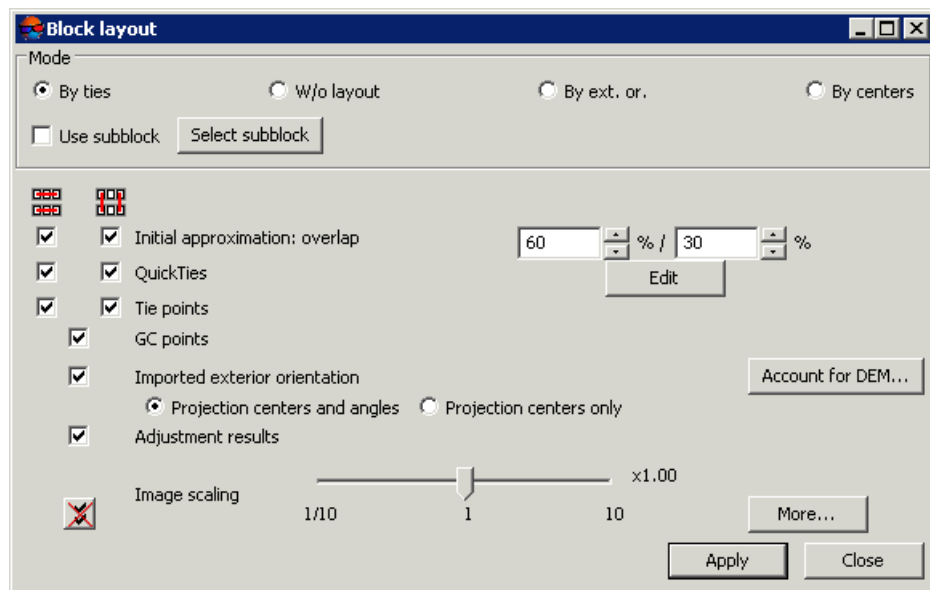 Block layout
Mode
By ties W/o layout By ext. or. By centers
Use subblock Select subblock
Initial approximation: overlap 60 % / 30 %
QuickTies Edit
Tie points
GC points
Imported exterior orientation Account for DEM...
Projection centers and angles Projection centers only
Adjustment results
Image scaling x1.00
1/10 1 10 More...
Apply Close